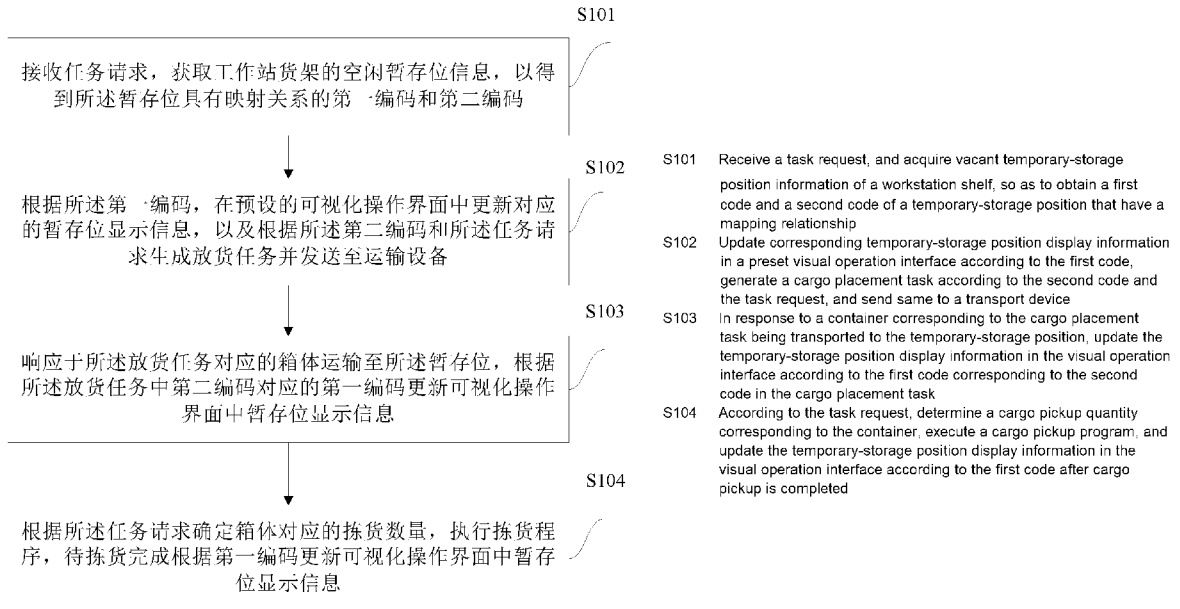 S101
接收任务请求，获取工作站货架的空闲暂存位信息，以得
到所述暂存位具有映射关系的第一编码和第二编码
S102
根据所述第一编码，在预设的可视化操作界面中更新对应
的暂存位显示信息，以及根据所述第二编码和所述任务请
求生成放货任务并发送至运输设备
S103
响应于所述放货任务对应的箱体运输至所述暂存位，根据
所述放货任务中第二编码对应的第一编码更新可视化操作
界面中暂存位显示信息
S104
根据所述任务请求确定箱体对应的拣货数量，执行拣货程
序，待拣货完成根据第一编码更新可视化操作界面中暂存
位显示信息
S101 Receive a task request, and acquire vacant temporary-storage
position information of a workstation shelf, so as to obtain a first
code and a second code of a temporary-storage position that have a
mapping relationship
S102 Update corresponding temporary-storage position display information
in a preset visual operation interface according to the first code,
generate a cargo placement task according to the second code and
the task request, and send same to a transport device
S103 In response to a container corresponding to the cargo placement
task being transported to the temporary-storage position, update the
temporary-storage position display information in the visual operation
interface according to the first code corresponding to the second
code in the cargo placement task
S104 According to the task request, determine a cargo pickup quantity
corresponding to the container, execute a cargo pickup program, and
update the temporary-storage position display information in the
visual operation interface according to the first code after cargo
pickup is completed